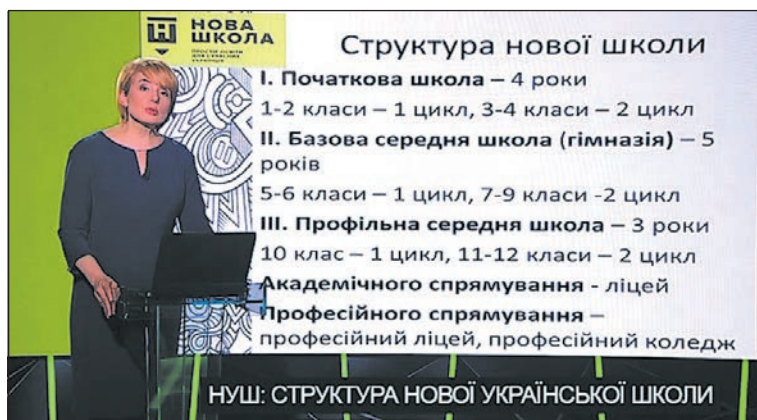 НОВА
ШКОЛА
ПРОСТІР ОСВІТИ
Структура нової школи
І. Початкова школа – 4 роки
1-2 класи – 1 цикл, 3-4 класи – 2 цикл
ІІ. Базова середня школа (гімназія) – 5
років
5-6 класи – 1 цикл, 7-9 класи -2 цикл
ІІІ. Профільна середня школа – 3 роки
10 клас – 1 цикл, 11-12 класи – 2 цикл
Академічного спрямування - ліцей
Професійного спрямування –
професійний ліцей, професійний коледж
НУШ: СТРУКТУРА НОВОЇ УКРАЇНСЬКОЇ ШКОЛИ